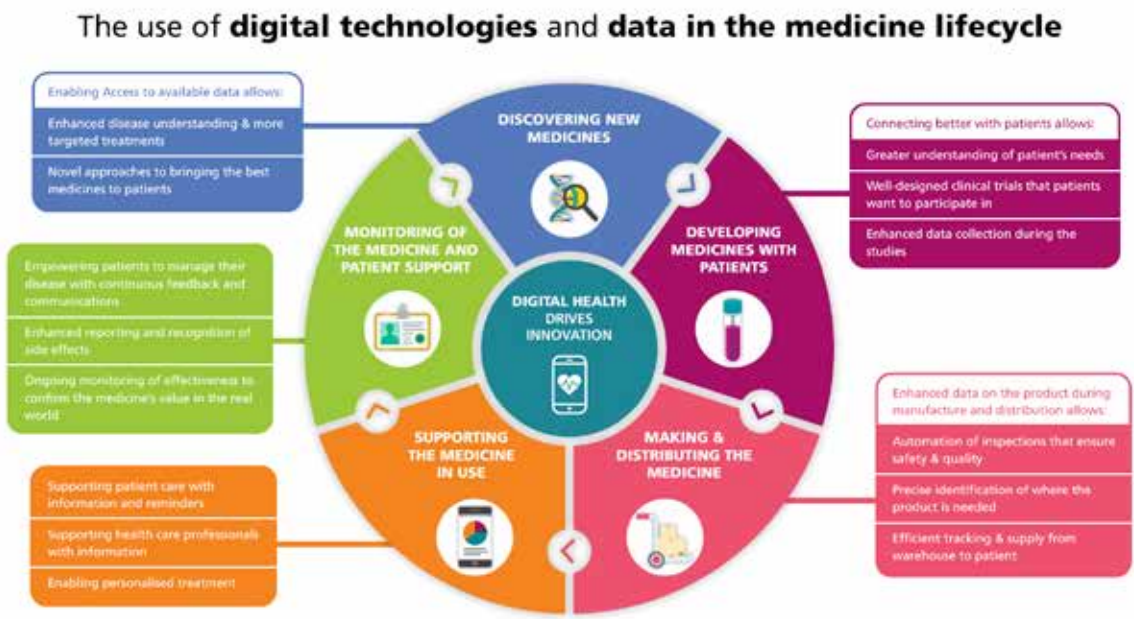 The use of digital technologies and data in the medicine lifecycle
Enabling Access to available data allows:
Enhanced disease understanding & more
targeted treatments
Novel approaches to bringing the best
medicines to patients
DISCOVERING NEW
MEDICINES
Connecting better with patients allows:
Greater understanding of patient's needs
Well-designed clinical trials that patients
want to participate in
Enhanced data collection during the
studies
DEVELOPING
MEDICINES WITH
PATIENTS
MONITORING OF
THE MEDICINE AND
PATIENT SUPPORT
Empowering patients to manage their
disease with continuous feedback and
communications
Enhanced reporting and recognition of
side effects
Ongoing monitoring of effectiveness to
confirm the medicine's value in the real
world
DIGITAL HEALTH
DRIVES
INNOVATION
Enhanced data on the product during
manufacture and distribution allows:
Automation of inspections that ensure
safety & quality
Precise identification of where the
product is needed
Efficient tracking & supply from
warehouse to patient
MAKING &
DISTRIBUTING THE
MEDICINE
SUPPORTING
THE MEDICINE
IN USE
Supporting patient care with
information and reminders
Supporting health care professionals
with information
Enabling personalised treatment